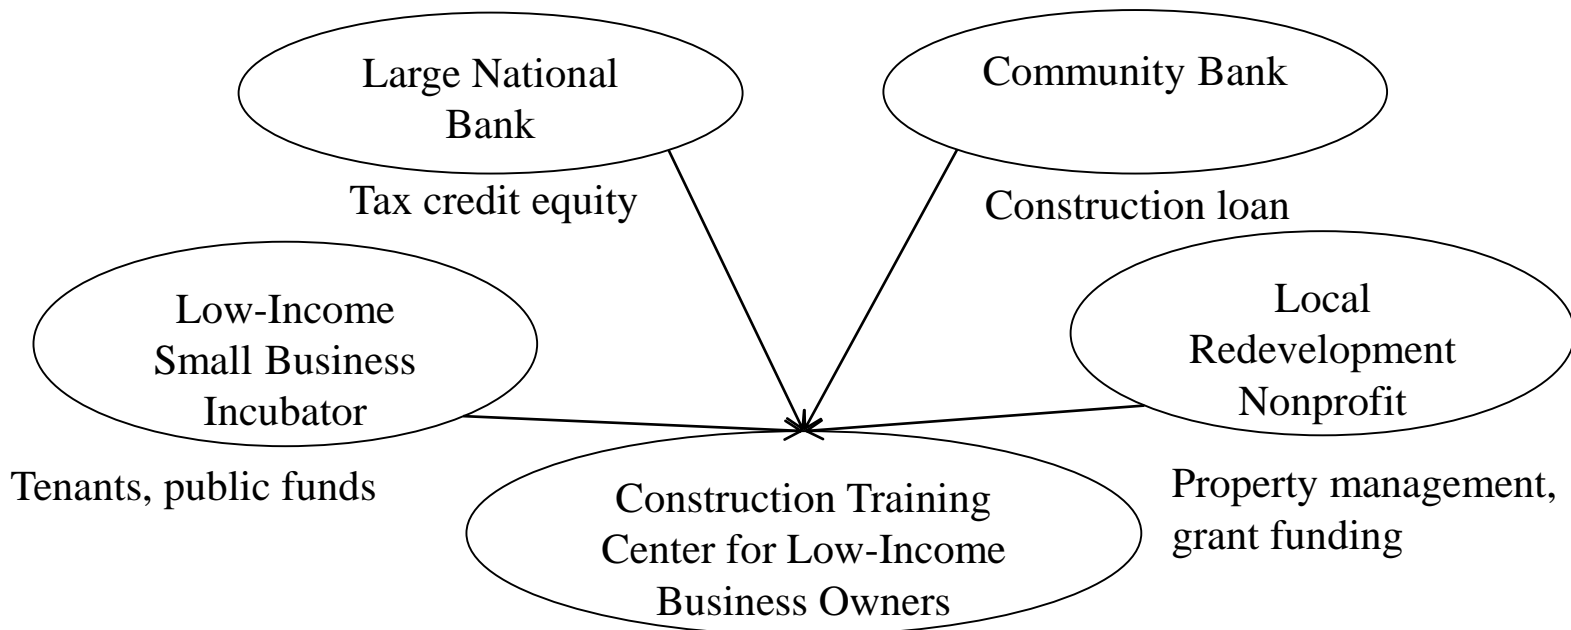 Large National
Bank
Community Bank
Tax credit equity
Construction loan
Low-Income
Small Business
Incubator
Local
Redevelopment
Nonprofit
Tenants, public funds
Property management,
grant funding
Construction Training
Center for Low-Income
Business Owners